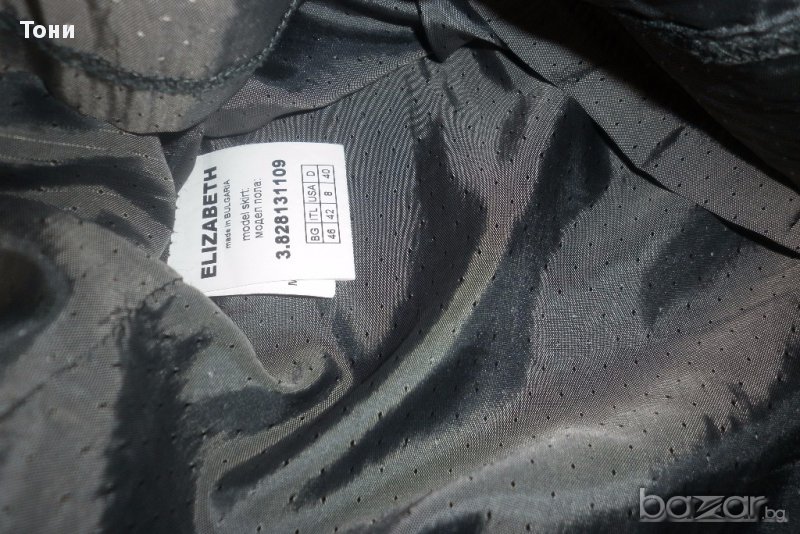 Тони
ELIZABETH
made in BULGARIA
model skirt:
модел пола:
3.828131109
BG ITL USA D
46 42 8 40
M
bazar.bg